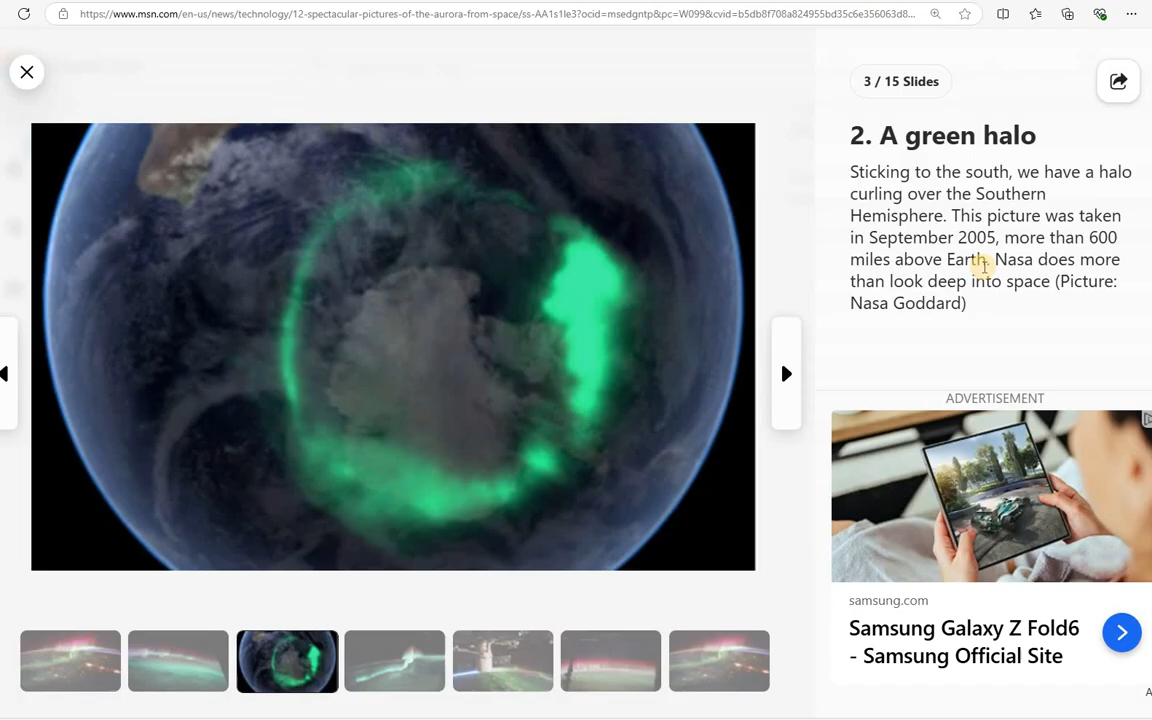 https://www.msn.com/en-us/news/technology/12-spectacular-pictures-of-the-aurora-from-space/ss-AA1s1Ie3?ocid=msedgntp&pc=W099&cvid=b5db8f708a824955bd35c6e356063d8...
3 / 15 Slides
2. A green halo
Sticking to the south, we have a halo
curling over the Southern
Hemisphere. This picture was taken
in September 2005, more than 600
miles above Earth. Nasa does more
than look deep into space (Picture:
Nasa Goddard)
ADVERTISEMENT
samsung.com
Samsung Galaxy Z Fold6
- Samsung Official Site
A